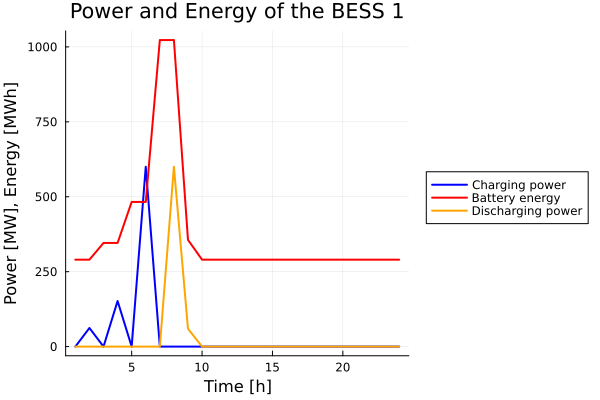 Power and Energy of the BESS 1
Power [MW], Energy [MWh]
1000
750
500
250
0
5
10
15
20
Time [h]
Charging power
Battery energy
Discharging power